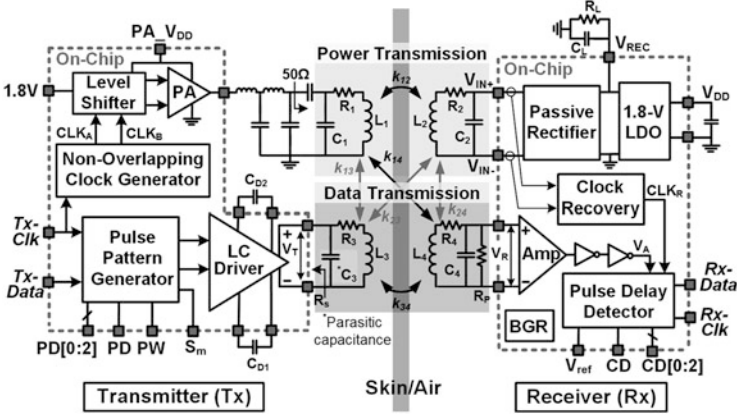 PA_VDD
On-Chip
1.8V
Level Shifter
PA
CLKA
CLKB
Non-Overlapping Clock Generator
Tx-Clk
Tx-Data
Pulse Pattern Generator
LC Driver
CD2
CD1
PD[0:2]
PD
PW
Sm
Transmitter (Tx)
Power Transmission
50Ω
R1
C1
L1
k12
L2
R2
C2
k13
k14
Data Transmission
k23
k24
+
VT
−
Rs
R3
*C3
L3
k34
L4
R4
C4
RP
VR
*Parasitic capacitance
Skin/Air
RL
CL
VREC
On-Chip
VIN+
VIN-
Passive Rectifier
1.8-V LDO
VDD
Clock Recovery
CLKR
+
Amp
−
VA
Pulse Delay Detector
BGR
Rx-Data
Rx-Clk
Vref
CD
CD[0:2]
Receiver (Rx)